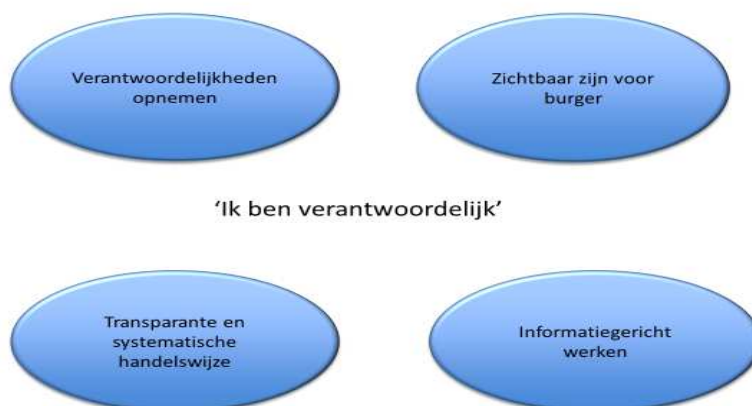 Verantwoordelijkheden
opnemen
Zichtbaar zijn voor
burger
‘Ik ben verantwoordelijk’
Transparante en
systematische
handelswijze
Informatiegericht
werken